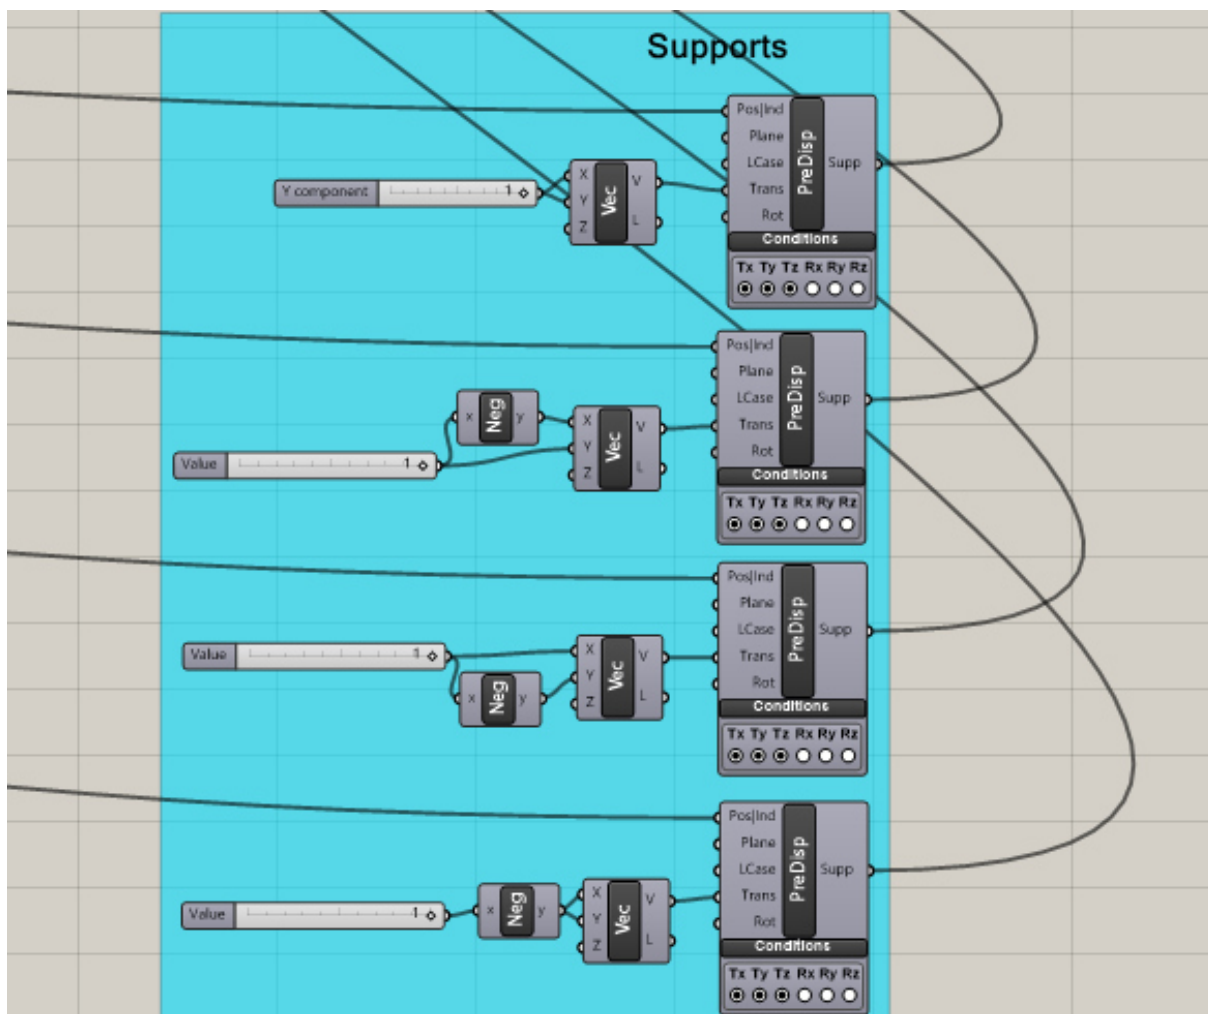 Supports
Pos|Ind
Plane
LCase
Trans
Rot
PreDisp
Supp
Conditions
Tx Ty Tz Rx Ry Rz
Y component 1
X
Y
Z
Vec
V
L
Pos|Ind
Plane
LCase
Trans
Rot
PreDisp
Supp
Conditions
Tx Ty Tz Rx Ry Rz
Value 1
x Neg y
X
Y
Z
Vec
V
L
Pos|Ind
Plane
LCase
Trans
Rot
PreDisp
Supp
Conditions
Tx Ty Tz Rx Ry Rz
Value 1
x Neg y
X
Y
Z
Vec
V
L
Pos|Ind
Plane
LCase
Trans
Rot
PreDisp
Supp
Conditions
Tx Ty Tz Rx Ry Rz
Value 1
x Neg y
X
Y
Z
Vec
V
L